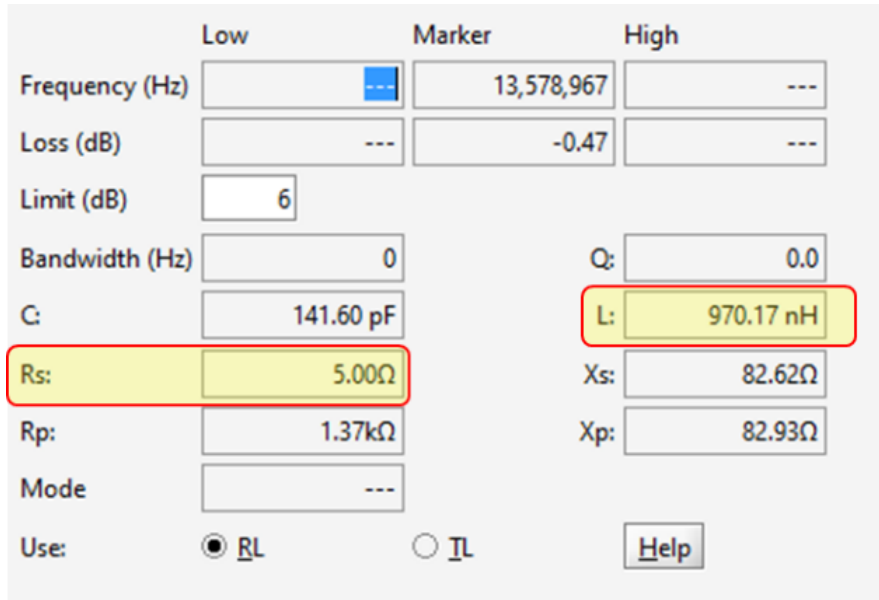 Low Marker High
Frequency (Hz) --- 13,578,967 ---
Loss (dB) --- -0.47 ---
Limit (dB) 6
Bandwidth (Hz) 0 Q: 0.0
C: 141.60 pF L: 970.17 nH
Rs: 5.00Ω Xs: 82.62Ω
Rp: 1.37kΩ Xp: 82.93Ω
Mode ---
Use: RL TL Help